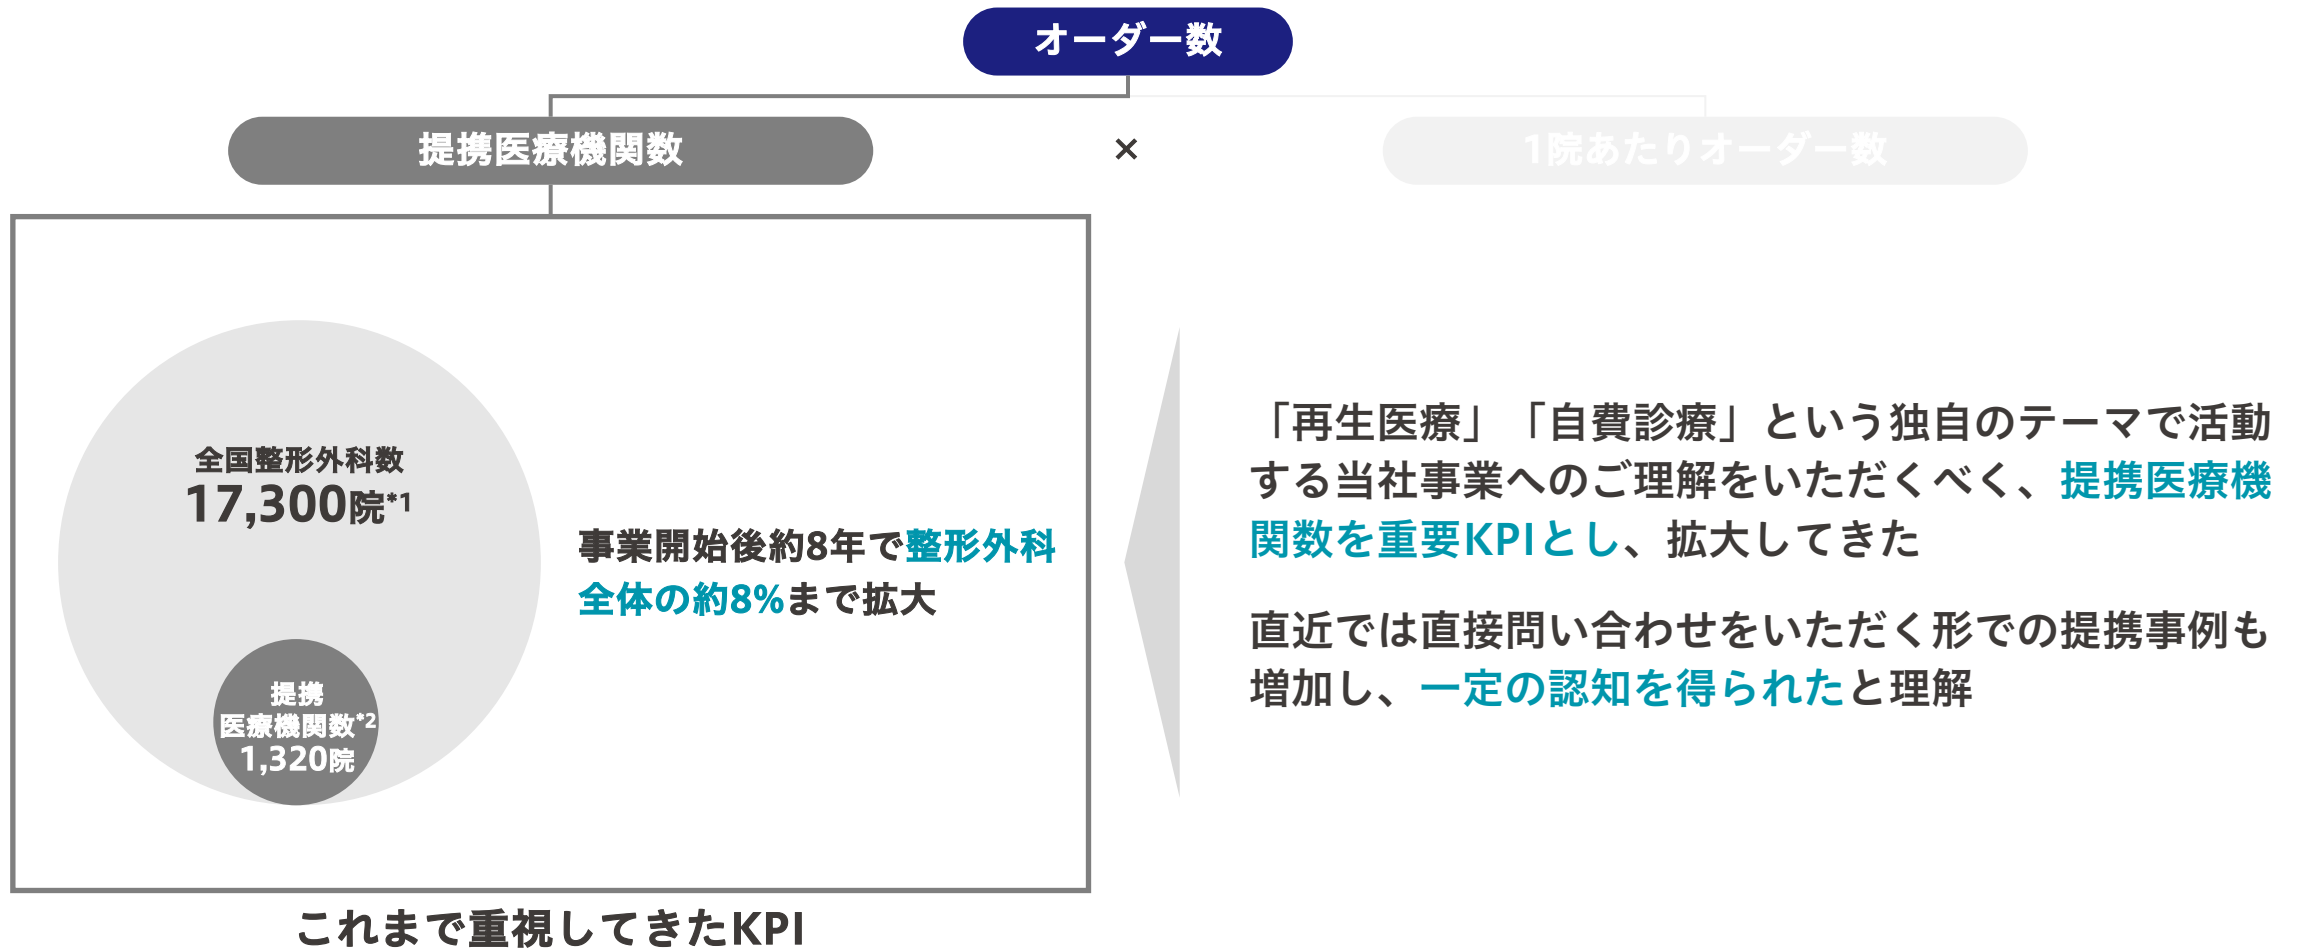 オーダー数
提携医療機関数
×
1院あたりオーダー数
全国整形外科数
17,300院*1
提携
医療機関数*2
1,320院
事業開始後約8年で整形外科
全体の約8%まで拡大
これまで重視してきたKPI
「再生医療」「自費診療」という独自のテーマで活動
する当社事業へのご理解をいただくべく、提携医療機
関数を重要KPIとし、拡大してきた
直近では直接問い合わせをいただく形での提携事例も
増加し、一定の認知を得られたと理解